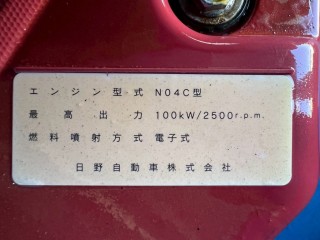 エンジン型式 N04C型
最高出力 100kW/2500r.p.m.
燃料噴射方式 電子式
日野自動車株式会社